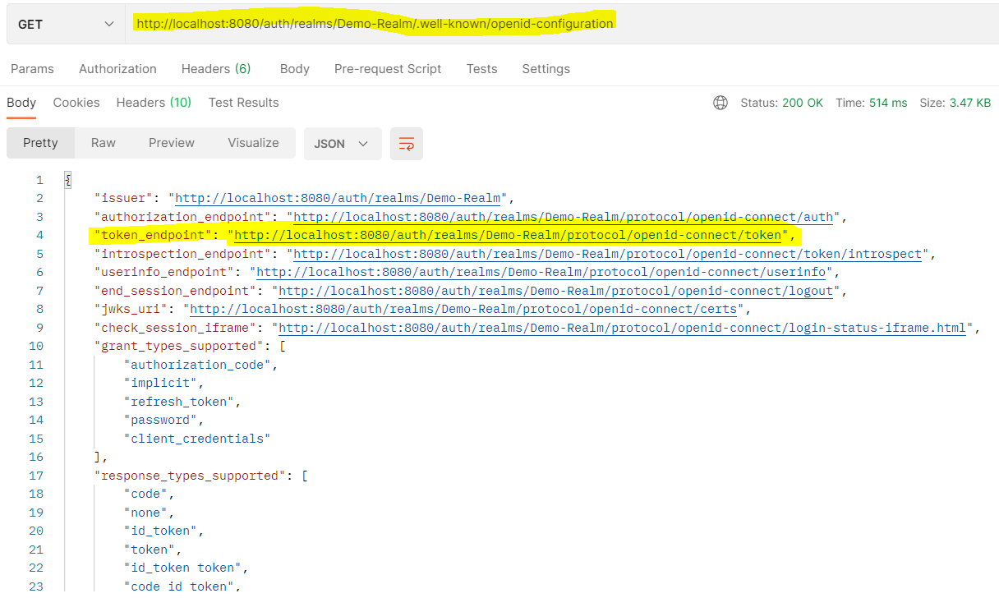 GET http://localhost:8080/auth/realms/Demo-Realm/.well-known/openid-configuration
Params Authorization Headers (6) Body Pre-request Script Tests Settings
Body Cookies Headers (10) Test Results Status: 200 OK Time: 514 ms Size: 3.47 KB
Pretty Raw Preview Visualize JSON
1 {
2 "issuer": "http://localhost:8080/auth/realms/Demo-Realm",
3 "authorization_endpoint": "http://localhost:8080/auth/realms/Demo-Realm/protocol/openid-connect/auth",
4 "token_endpoint": "http://localhost:8080/auth/realms/Demo-Realm/protocol/openid-connect/token",
5 "introspection_endpoint": "http://localhost:8080/auth/realms/Demo-Realm/protocol/openid-connect/token/introspect",
6 "userinfo_endpoint": "http://localhost:8080/auth/realms/Demo-Realm/protocol/openid-connect/userinfo",
7 "end_session_endpoint": "http://localhost:8080/auth/realms/Demo-Realm/protocol/openid-connect/logout",
8 "jwks_uri": "http://localhost:8080/auth/realms/Demo-Realm/protocol/openid-connect/certs",
9 "check_session_iframe": "http://localhost:8080/auth/realms/Demo-Realm/protocol/openid-connect/login-status-iframe.html",
10 "grant_types_supported": [
11 "authorization_code",
12 "implicit",
13 "refresh_token",
14 "password",
15 "client_credentials"
16 ],
17 "response_types_supported": [
18 "code",
19 "none",
20 "id_token",
21 "token",
22 "id_token token",
23 "code id_token",